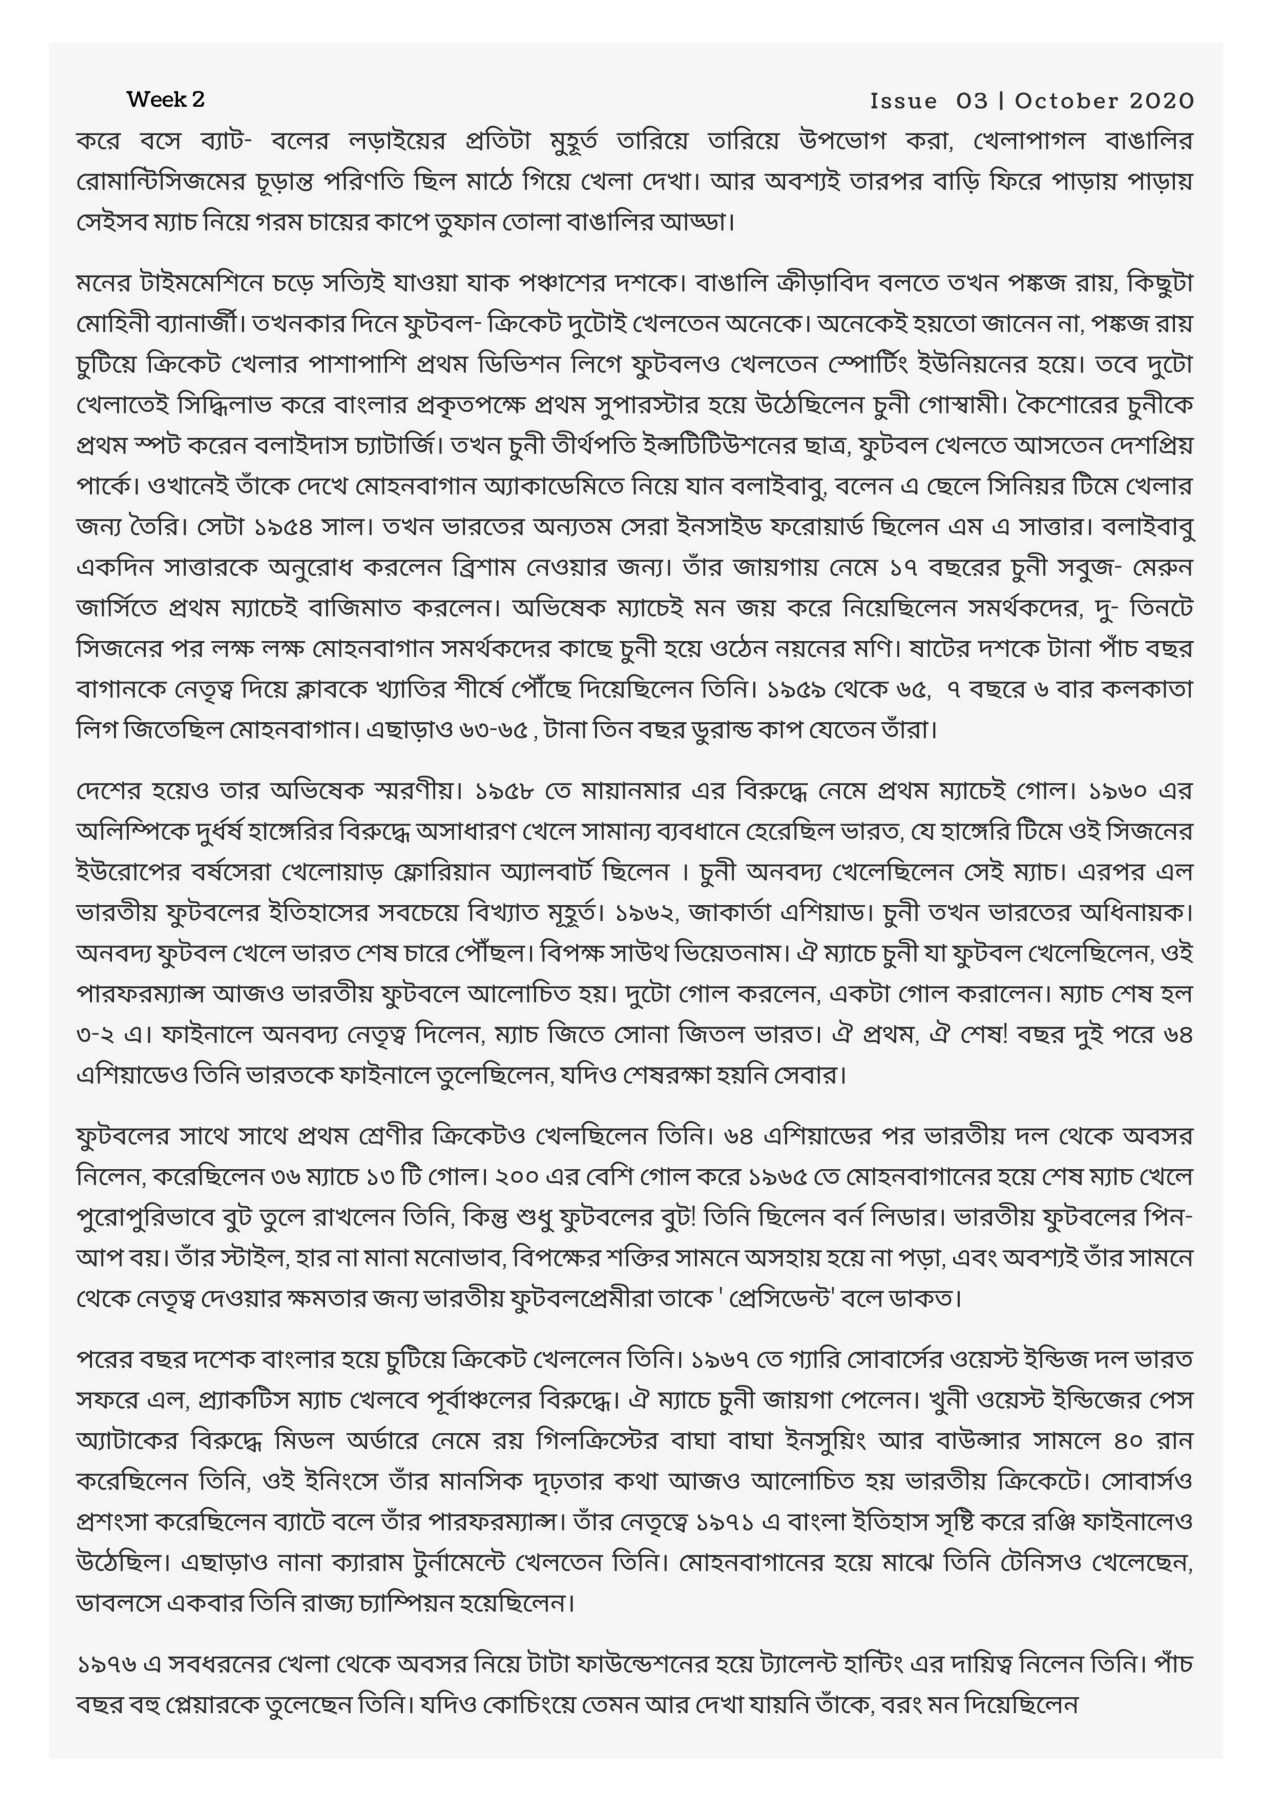 Week 2
Issue 03 | October 2020
করে বসে ব্যাট- বলের লড়াইয়ের প্রতিটা মুহূর্ত তারিয়ে তারিয়ে উপভোগ করা, খেলাপাগল বাঙালির
রোমান্টিসিজমের চূড়ান্ত পরিণতি ছিল মাঠে গিয়ে খেলা দেখা। আর অবশ্যই তারপর বাড়ি ফিরে পাড়ায় পাড়ায়
সেইসব ম্যাচ নিয়ে গরম চায়ের কাপে তুফান তোলা বাঙালির আড্ডা।
মনের টাইমমেশিনে চড়ে সত্যিই যাওয়া যাক পঞ্চাশের দশকে। বাঙালি ক্রীড়াবিদ বলতে তখন পঙ্কজ রায়, কিছুটা
মোহিনী ব্যানার্জী। তখনকার দিনে ফুটবল- ক্রিকেট দুটোই খেলতেন অনেকে। অনেকেই হয়তো জানেন না, পঙ্কজ রায়
চুটিয়ে ক্রিকেট খেলার পাশাপাশি প্রথম ডিভিশন লিগে ফুটবলও খেলতেন স্পোর্টিং ইউনিয়নের হয়ে। তবে দুটো
খেলাতেই সিদ্ধিলাভ করে বাংলার প্রকৃতপক্ষে প্রথম সুপারস্টার হয়ে উঠেছিলেন চুনী গোস্বামী। কৈশোরের চুনীকে
প্রথম স্পট করেন বলাইদাস চ্যাটার্জি। তখন চুনী তীর্থপতি ইন্সটিটিউশনের ছাত্র, ফুটবল খেলতে আসতেন দেশপ্রিয়
পার্কে। ওখানেই তাঁকে দেখে মোহনবাগান অ্যাকাডেমিতে নিয়ে যান বলাইবাবু, বলেন এ ছেলে সিনিয়র টিমে খেলার
জন্য তৈরি। সেটা ১৯৫৪ সাল। তখন ভারতের অন্যতম সেরা ইনসাইড ফরোয়ার্ড ছিলেন এম এ সাত্তার। বলাইবাবু
একদিন সাত্তারকে অনুরোধ করলেন ব্রিশাম নেওয়ার জন্য। তাঁর জায়গায় নেমে ১৭ বছরের চুনী সবুজ- মেরুন
জার্সিতে প্রথম ম্যাচেই বাজিমাত করলেন। অভিষেক ম্যাচেই মন জয় করে নিয়েছিলেন সমর্থকদের, দু- তিনটে
সিজনের পর লক্ষ লক্ষ মোহনবাগান সমর্থকদের কাছে চুনী হয়ে ওঠেন নয়নের মণি। ষাটের দশকে টানা পাঁচ বছর
বাগানকে নেতৃত্ব দিয়ে ক্লাবকে খ্যাতির শীর্ষে পৌঁছে দিয়েছিলেন তিনি। ১৯৫৯ থেকে ৬৫, ৭ বছরে ৬ বার কলকাতা
লিগ জিতেছিল মোহনবাগান। এছাড়াও ৬৩-৬৫ , টানা তিন বছর ডুরান্ড কাপ যেতেন তাঁরা।
দেশের হয়েও তার অভিষেক স্মরণীয়। ১৯৫৮ তে মায়ানমার এর বিরুদ্ধে নেমে প্রথম ম্যাচেই গোল। ১৯৬০ এর
অলিম্পিকে দুর্ধর্ষ হাঙ্গেরির বিরুদ্ধে অসাধারণ খেলে সামান্য ব্যবধানে হেরেছিল ভারত, যে হাঙ্গেরি টিমে ওই সিজনের
ইউরোপের বর্ষসেরা খেলোয়াড় ফ্লোরিয়ান অ্যালবার্ট ছিলেন । চুনী অনবদ্য খেলেছিলেন সেই ম্যাচ। এরপর এল
ভারতীয় ফুটবলের ইতিহাসের সবচেয়ে বিখ্যাত মূহূর্ত। ১৯৬২, জাকার্তা এশিয়াড। চুনী তখন ভারতের অধিনায়ক।
অনবদ্য ফুটবল খেলে ভারত শেষ চারে পৌঁছল। বিপক্ষ সাউথ ভিয়েতনাম। ঐ ম্যাচে চুনী যা ফুটবল খেলেছিলেন, ওই
পারফরম্যান্স আজও ভারতীয় ফুটবলে আলোচিত হয়। দুটো গোল করলেন, একটা গোল করালেন। ম্যাচ শেষ হল
৩-২ এ। ফাইনালে অনবদ্য নেতৃত্ব দিলেন, ম্যাচ জিতে সোনা জিতল ভারত। ঐ প্রথম, ঐ শেষ! বছর দুই পরে ৬৪
এশিয়াডেও তিনি ভারতকে ফাইনালে তুলেছিলেন, যদিও শেষরক্ষা হয়নি সেবার।
ফুটবলের সাথে সাথে প্রথম শ্রেণীর ক্রিকেটও খেলছিলেন তিনি। ৬৪ এশিয়াডের পর ভারতীয় দল থেকে অবসর
নিলেন, করেছিলেন ৩৬ ম্যাচে ১৩ টি গোল। ২০০ এর বেশি গোল করে ১৯৬৫ তে মোহনবাগানের হয়ে শেষ ম্যাচ খেলে
পুরোপুরিভাবে বুট তুলে রাখলেন তিনি, কিন্তু শুধু ফুটবলের বুট! তিনি ছিলেন বর্ন লিডার। ভারতীয় ফুটবলের পিন-
আপ বয়। তাঁর স্টাইল, হার না মানা মনোভাব, বিপক্ষের শক্তির সামনে অসহায় হয়ে না পড়া, এবং অবশ্যই তাঁর সামনে
থেকে নেতৃত্ব দেওয়ার ক্ষমতার জন্য ভারতীয় ফুটবলপ্রেমীরা তাকে ' প্রেসিডেন্ট' বলে ডাকত।
পরের বছর দশেক বাংলার হয়ে চুটিয়ে ক্রিকেট খেললেন তিনি। ১৯৬৭ তে গ্যারি সোবার্সের ওয়েস্ট ইন্ডিজ দল ভারত
সফরে এল, প্র্যাকটিস ম্যাচ খেলবে পূর্বাঞ্চলের বিরুদ্ধে। ঐ ম্যাচে চুনী জায়গা পেলেন। খুনী ওয়েস্ট ইন্ডিজের পেস
অ্যাটাকের বিরুদ্ধে মিডল অর্ডারে নেমে রয় গিলক্রিস্টের বাঘা বাঘা ইনসুয়িং আর বাউন্সার সামলে ৪০ রান
করেছিলেন তিনি, ওই ইনিংসে তাঁর মানসিক দৃঢ়তার কথা আজও আলোচিত হয় ভারতীয় ক্রিকেটে। সোবার্সও
প্রশংসা করেছিলেন ব্যাটে বলে তাঁর পারফরম্যান্স। তাঁর নেতৃত্বে ১৯৭১ এ বাংলা ইতিহাস সৃষ্টি করে রঞ্জি ফাইনালেও
উঠেছিল। এছাড়াও নানা ক্যারাম টুর্নামেন্টে খেলতেন তিনি। মোহনবাগানের হয়ে মাঝে তিনি টেনিসও খেলেছেন,
ডাবলসে একবার তিনি রাজ্য চ্যাম্পিয়ন হয়েছিলেন।
১৯৭৬ এ সবধরনের খেলা থেকে অবসর নিয়ে টাটা ফাউন্ডেশনের হয়ে ট্যালেন্ট হান্টিং এর দায়িত্ব নিলেন তিনি। পাঁচ
বছর বহু প্লেয়ারকে তুলেছেন তিনি। যদিও কোচিংয়ে তেমন আর দেখা যায়নি তাঁকে, বরং মন দিয়েছিলেন